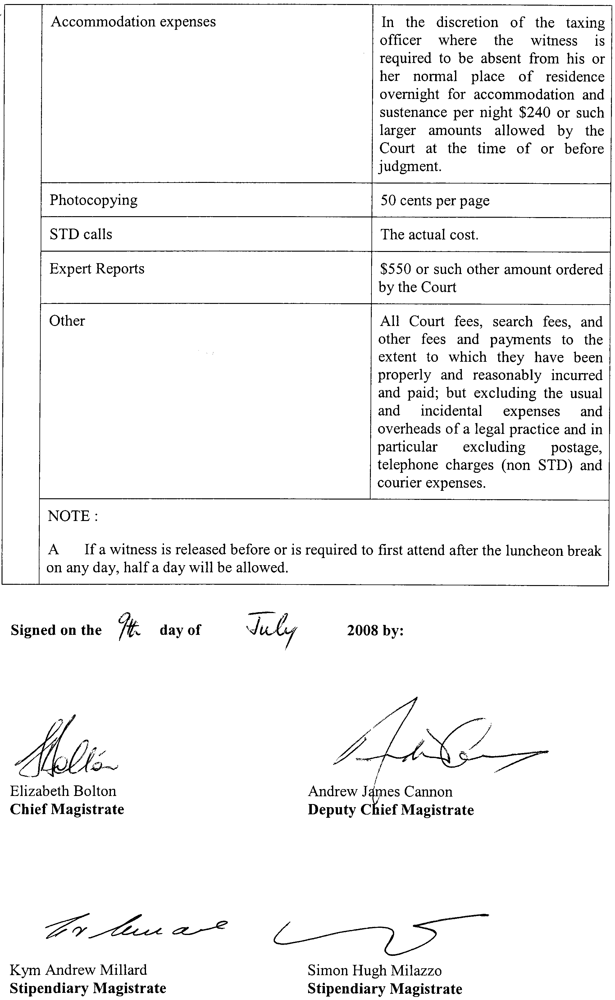 Accommodation expenses
In the discretion of the taxing
officer where the witness is
required to be absent from his or
her normal place of residence
overnight for accommodation and
sustenance per night $240 or such
larger amounts allowed by the
Court at the time of or before
judgment.
Photocopying
50 cents per page
STD calls
The actual cost.
Expert Reports
$550 or such other amount ordered
by the Court
Other
All Court fees, search fees, and
other fees and payments to the
extent to which they have been
properly and reasonably incurred
and paid; but excluding the usual
and incidental expenses and
overheads of a legal practice and in
particular excluding postage,
telephone charges (non STD) and
courier expenses.
NOTE :
A If a witness is released before or is required to first attend after the luncheon break
on any day, half a day will be allowed.
Signed on the 9th day of July 2008 by:
Elizabeth Bolton
Chief Magistrate
Andrew James Cannon
Deputy Chief Magistrate
Kym Andrew Millard
Stipendiary Magistrate
Simon Hugh Milazzo
Stipendiary Magistrate